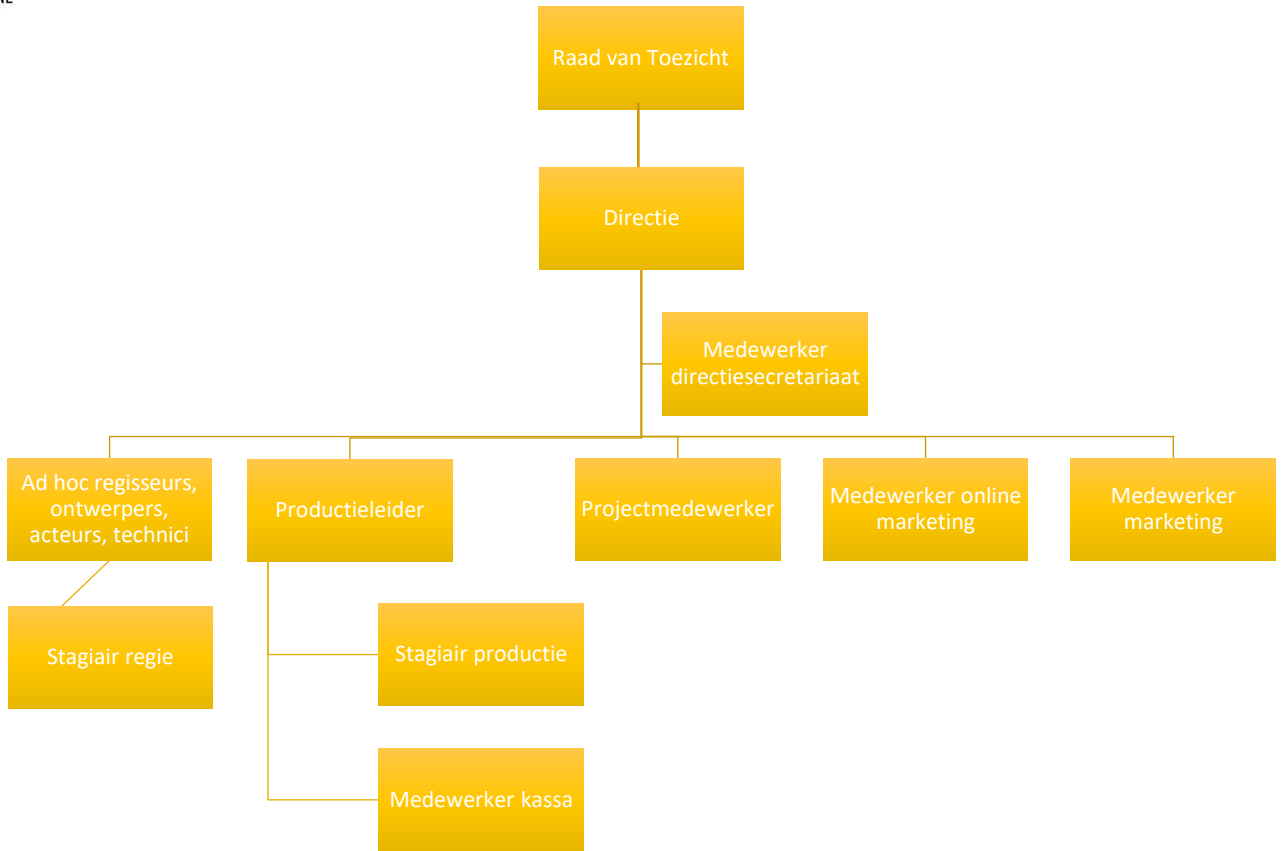 Raad van Toezicht
Directie
Medewerker
directiesecretariaat
Ad hoc regisseurs,
ontwerpers,
acteurs, technici
Productieleider
Projectmedewerker
Medewerker online
marketing
Medewerker
marketing
Stagiair regie
Stagiair productie
Medewerker kassa